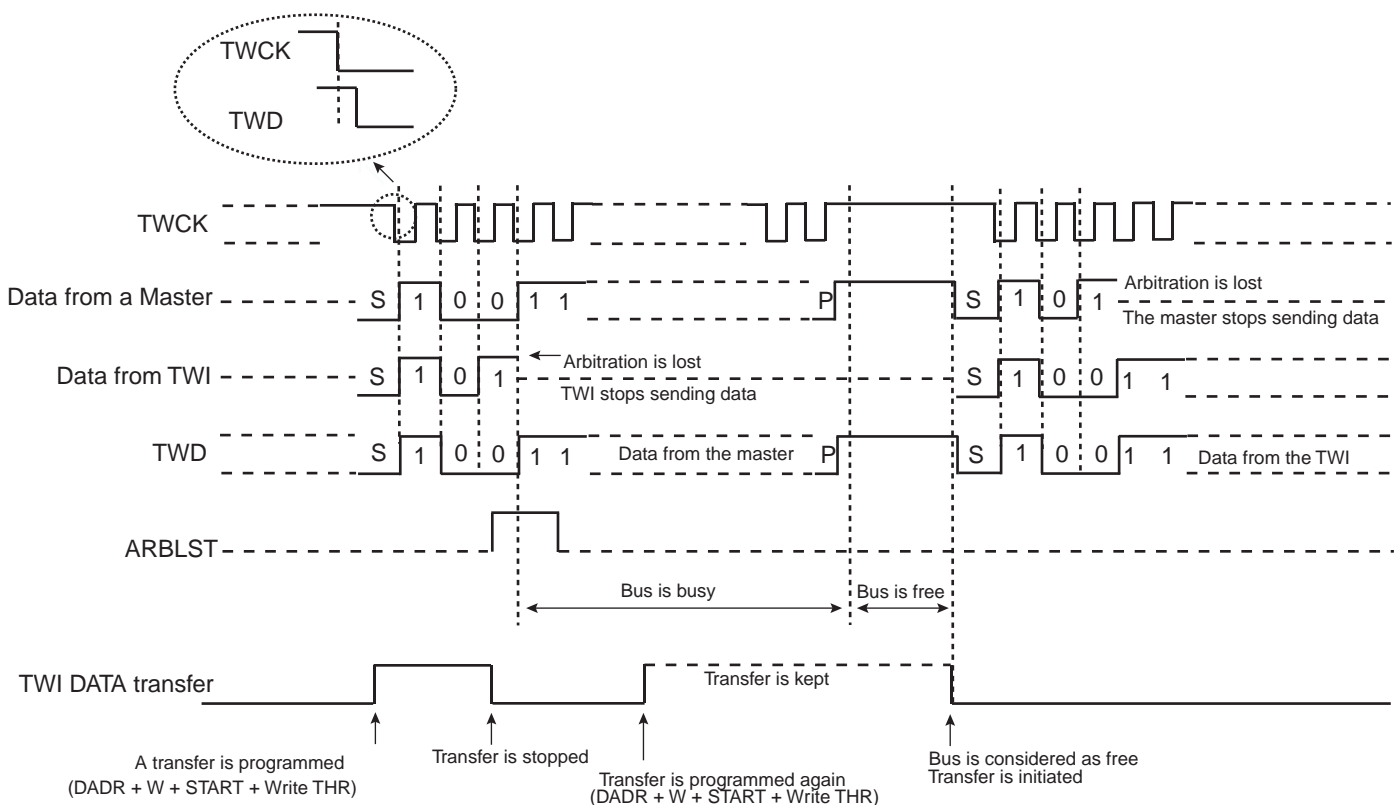 TWCK
TWD
TWCK
Data from a Master S 1 0 0 1 1 P S 1 0 1 Arbitration is lost
The master stops sending data
Data from TWI S 1 0 1 Arbitration is lost
TWI stops sending data
S 1 0 0 1 1
TWD S 1 0 0 1 1 Data from the master P S 1 0 0 1 1 Data from the TWI
ARBLST
Bus is busy Bus is free
TWI DATA transfer Transfer is kept
A transfer is programmed
(DADR + W + START + Write THR)
Transfer is stopped
Transfer is programmed again
(DADR + W + START + Write THR)
Bus is considered as free
Transfer is initiated